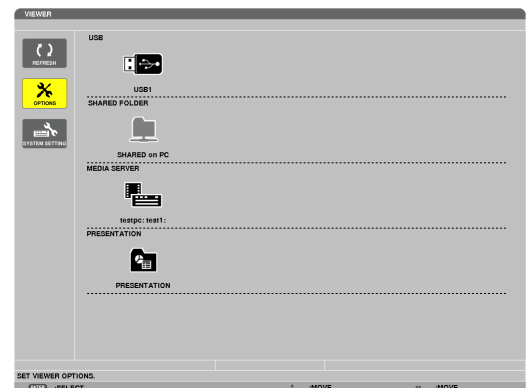 VIEWER
USB
REFRESH
USB1
OPTIONS
SHARED FOLDER
SYSTEM SETTING
SHARED on PC
MEDIA SERVER
testpc: test1:
PRESENTATION
PRESENTATION
SET VIEWER OPTIONS.
ENTER :SELECT :MOVE :MOVE